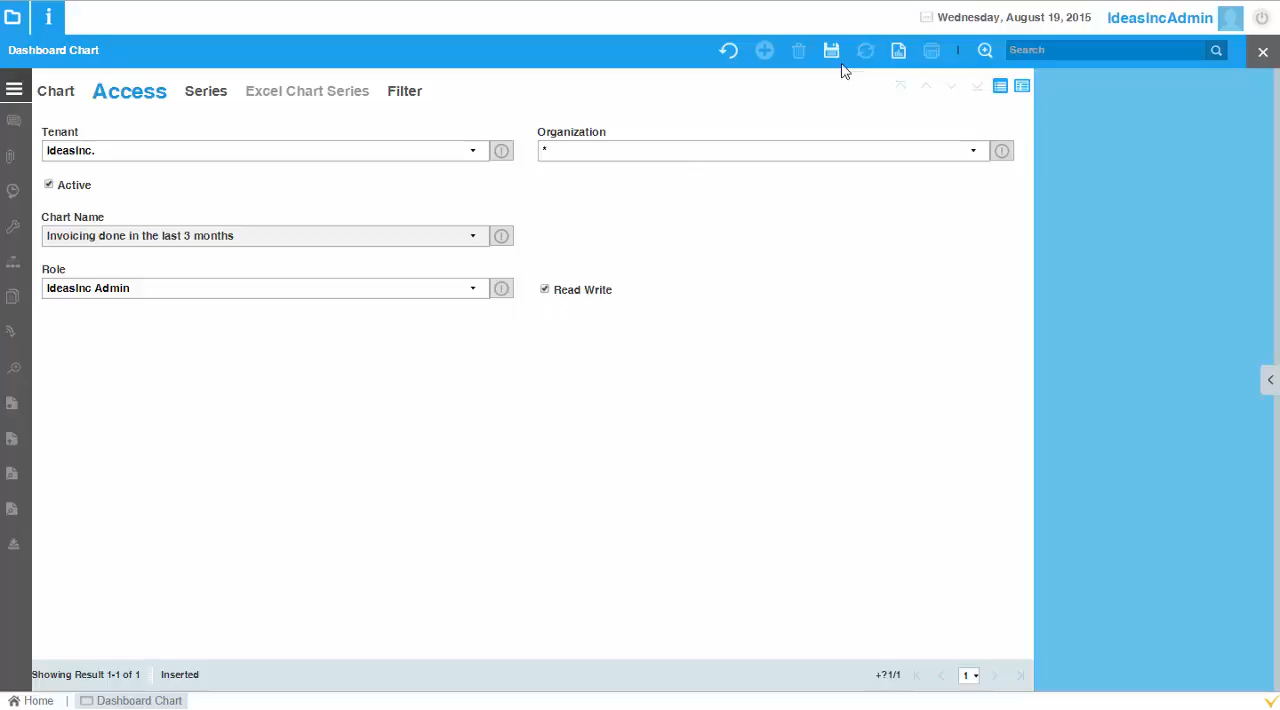 i
Wednesday, August 19, 2015
IdeasIncAdmin
Dashboard Chart
Search
Chart Access Series Excel Chart Series Filter
Tenant
IdeasInc.
Organization
*
Active
Chart Name
Invoicing done in the last 3 months
Role
IdeasInc Admin
Read Write
Showing Result 1-1 of 1
Inserted
+?1/1
1
Home | Dashboard Chart